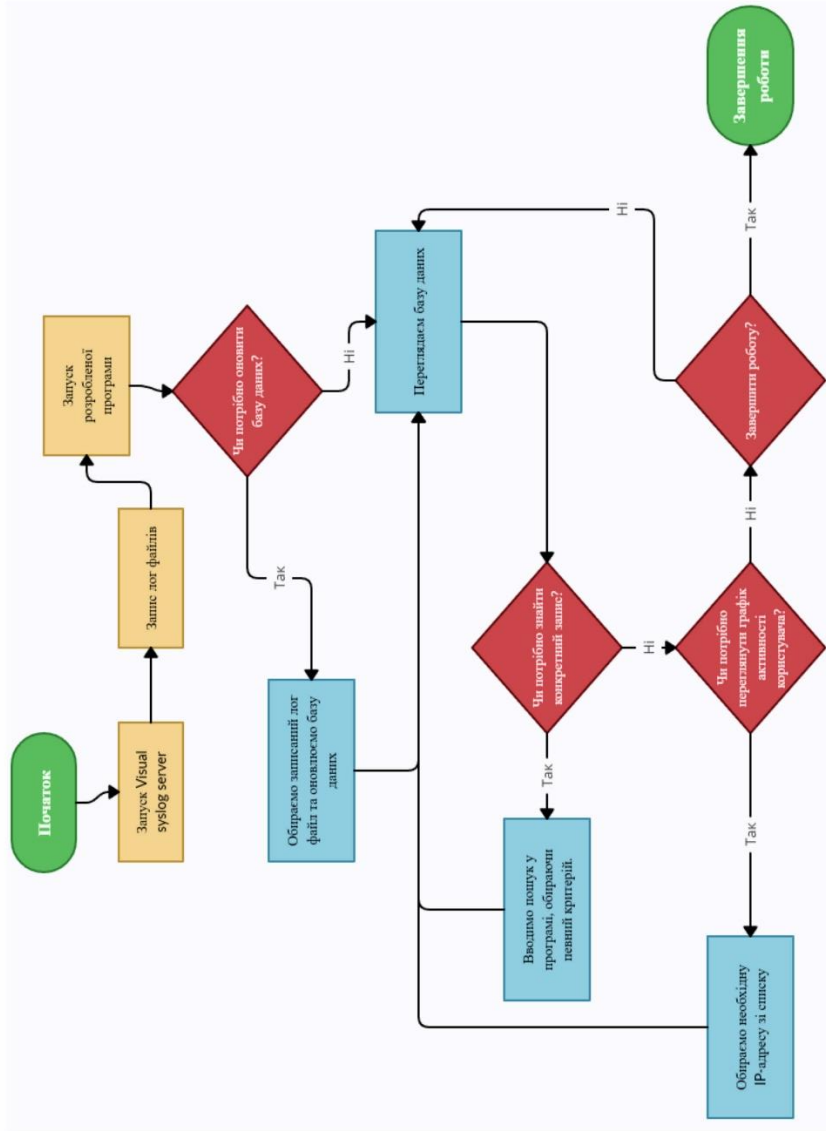 Початок
Запуск Visual
syslog server
Запис лог файлів
Запуск
розробленої
програми
Чи потрібно оновити
базу даних?
Так
Ні
Обираємо записаний лог
файл та оновлюємо базу
даних
Переглядаєм базу даних
Чи потрібно знайти
конкретний запис?
Так
Ні
Вводимо пошук у
програмі, обираючи
певний критерій.
Чи потрібно
переглянути графік
активності
користувача?
Так
Ні
Обираємо необхідну
IP-адресу зі списку
Завершити роботу?
Ні
Так
Завершення
роботи